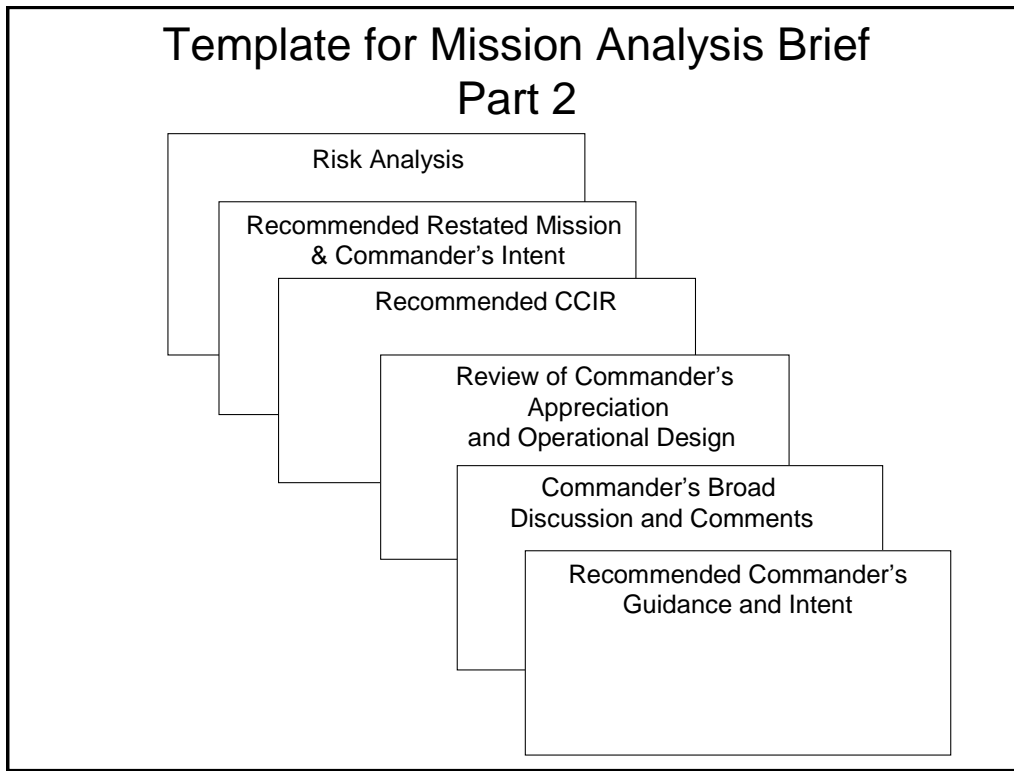 Template for Mission Analysis Brief
Part 2
Risk Analysis
Recommended Restated Mission
& Commander’s Intent
Recommended CCIR
Review of Commander’s
Appreciation
and Operational Design
Commander’s Broad
Discussion and Comments
Recommended Commander’s
Guidance and Intent